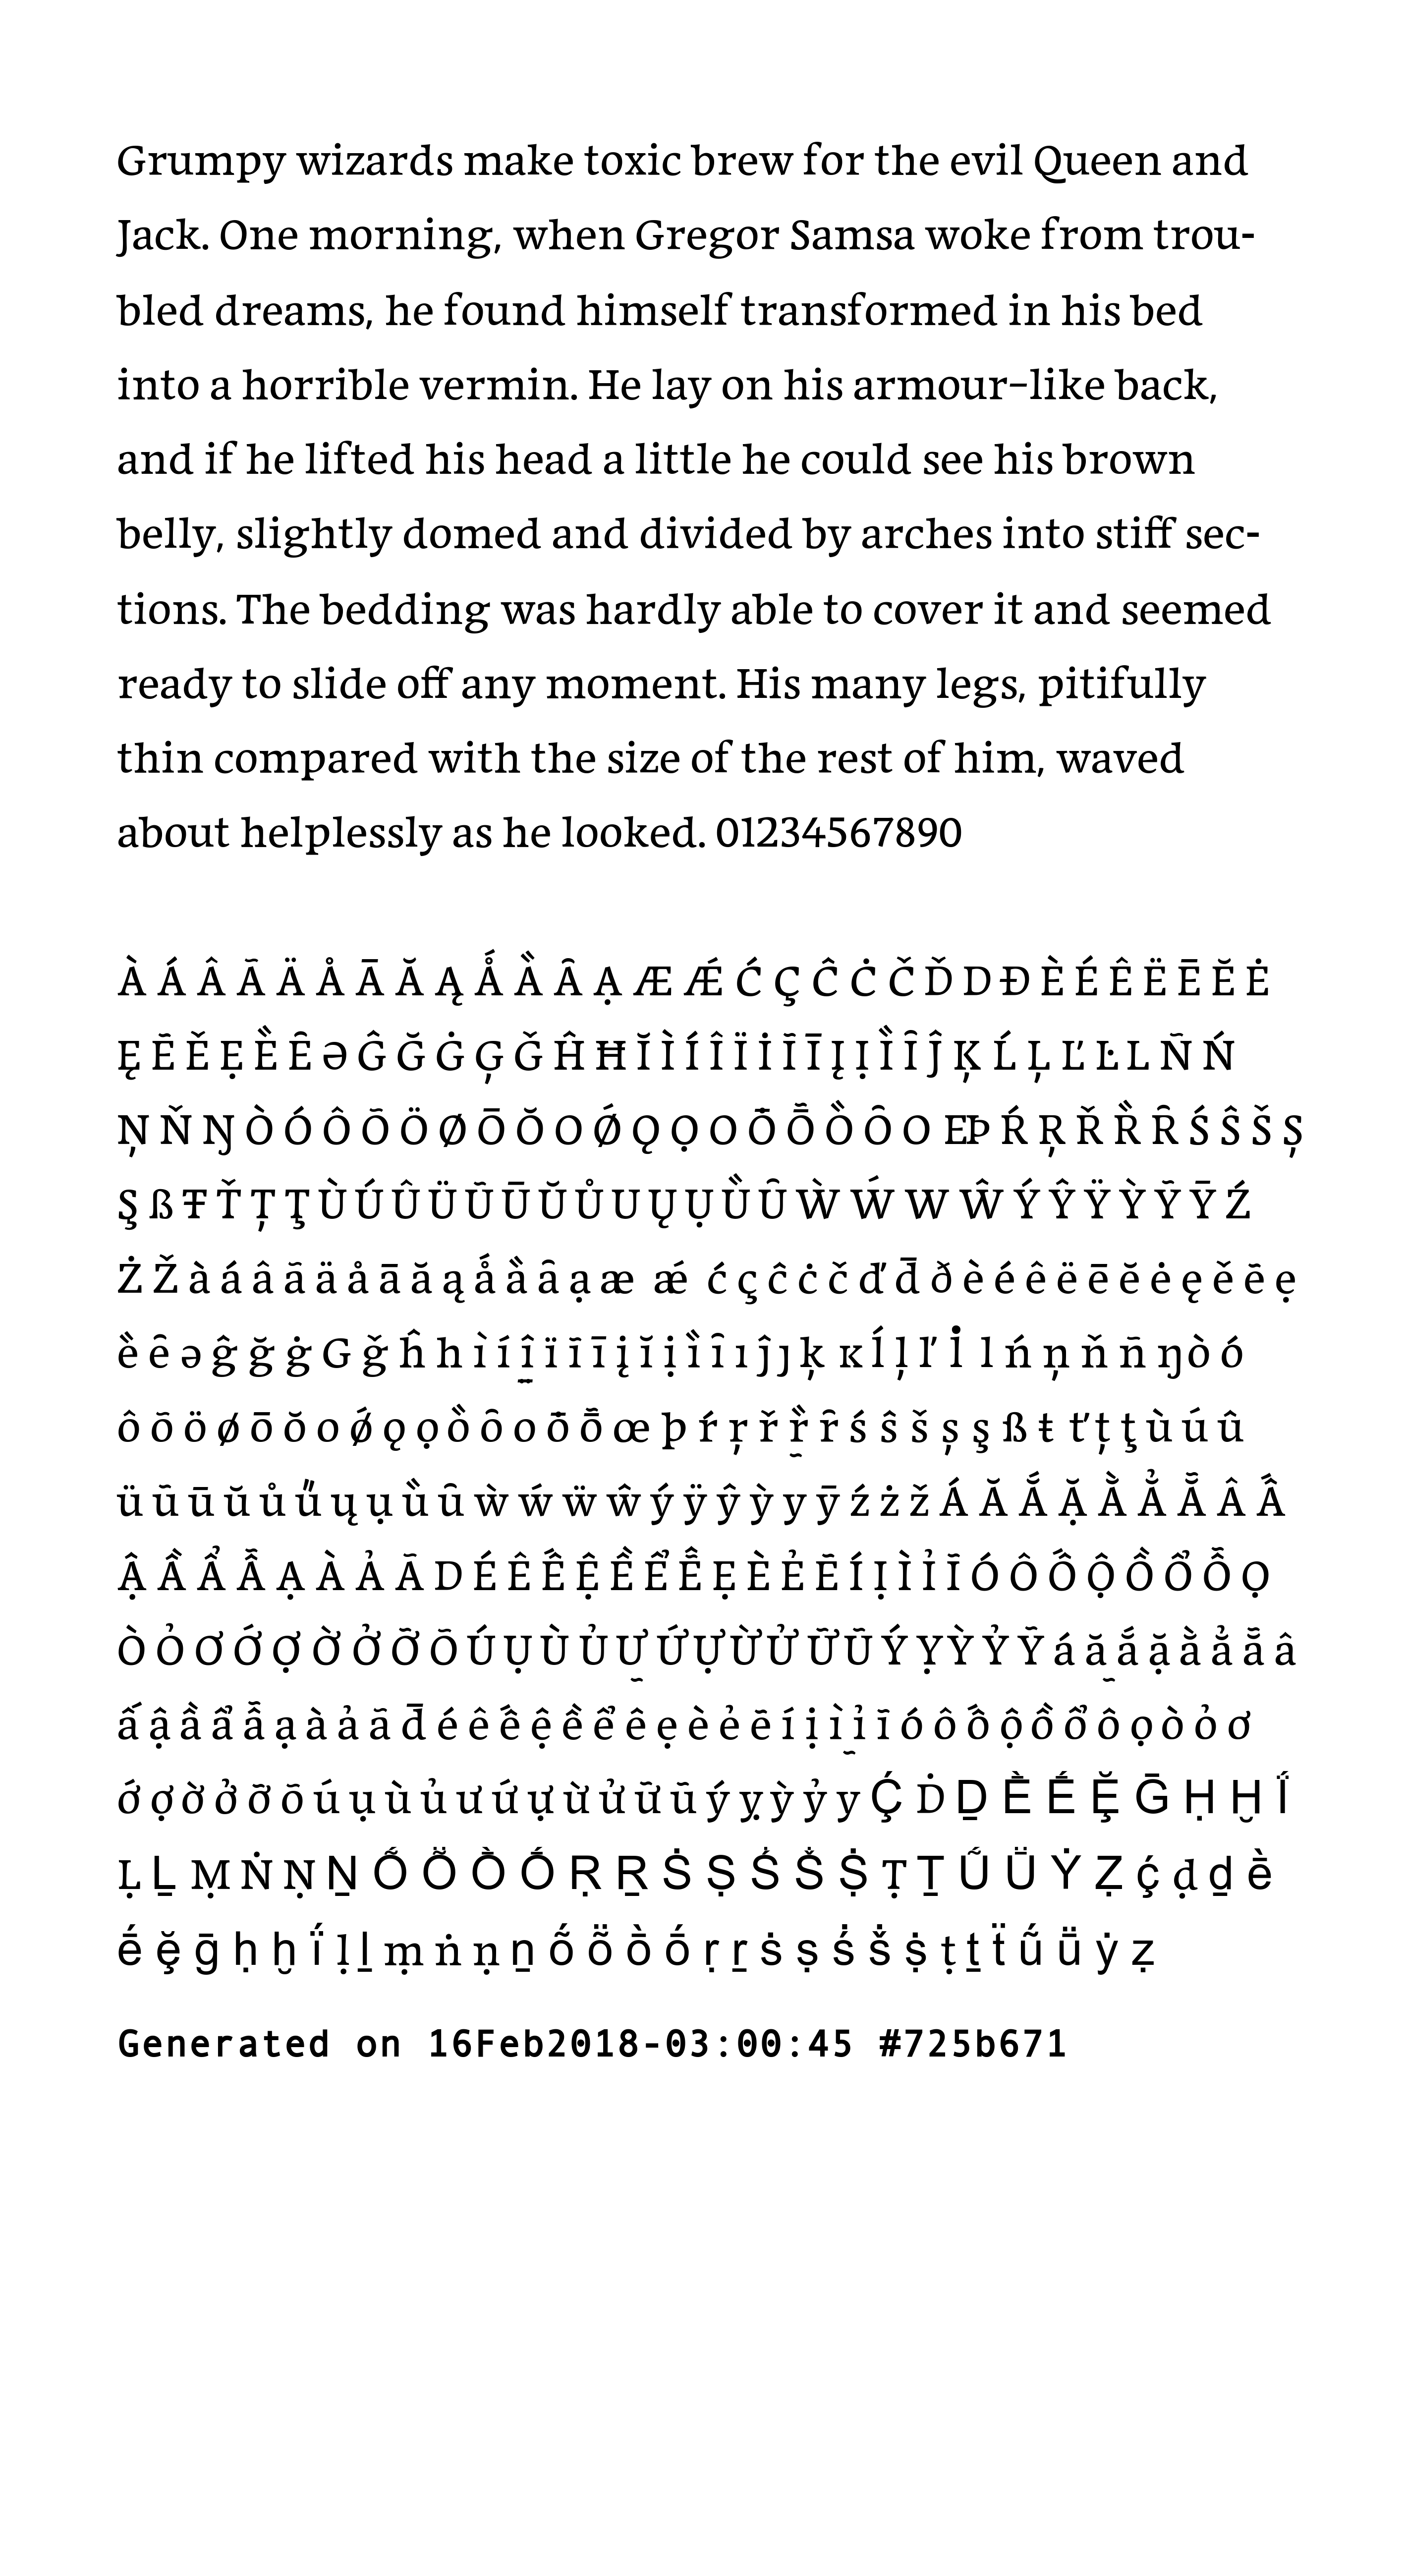 Grumpy wizards make toxic brew for the evil Queen and
Jack. One morning, when Gregor Samsa woke from trou-
bled dreams, he found himself transformed in his bed
into a horrible vermin. He lay on his armour-like back,
and if he lifted his head a little he could see his brown
belly, slightly domed and divided by arches into stiff sec-
tions. The bedding was hardly able to cover it and seemed
ready to slide off any moment. His many legs, pitifully
thin compared with the size of the rest of him, waved
about helplessly as he looked. 01234567890
À Á Â Ã Ä Å Ā Ă Ą Ǻ Ȁ Ȃ Ạ Æ Ǽ Ć Ç Ĉ Ċ Č Ď D Đ È É Ê Ë Ē Ĕ Ė
Ę Ẽ Ě Ẹ Ȅ Ȇ Ə Ĝ Ğ Ġ Ģ Ǧ Ĥ Ħ Ĭ Ì Í Î Ï İ Ĩ Ī Į Ị Ȉ Ȋ Ĵ Ķ Ĺ Ļ Ľ Ŀ L Ñ Ń
Ņ Ň Ŋ Ò Ó Ô Õ Ö Ø Ō Ŏ O Ǿ Ǫ Ọ O Ȱ Ȭ Ȍ Ȏ O EÞ Ŕ Ŗ Ř Ȑ Ȓ Ś Ŝ Š Ș
Ş ß Ŧ Ť Ț Ţ Ù Ú Û Ü Ũ Ū Ŭ Ů U Ų Ụ Ȕ Ȗ Ẁ Ẃ W Ŵ Ý Ŷ Ÿ Ỳ Ỹ Ȳ Ź
Ż Ž à á â ã ä å ā ă ą ǻ ȁ ȃ ạ æ ǽ ć ç ĉ ċ č ď d̄ ð è é ê ë ē ĕ ė ę ě ẽ ẹ
ȅ ȇ ə ĝ ğ ġ G ǧ ĥ h ì í ḭ̂ ï ĩ ī į ĭ ị ȉ ȋ ı ĵ ȷ ķ ĸ ĺ ļ ľ l̇ l ń ņ ň ñ ŋ ò ó
ô õ ö ø ō ŏ o ǿ ǫ ọ ȍ ȏ o ȱ ȭ œ þ ŕ ŗ ř ȑ̰ ȓ ś ŝ š ș ş ß ŧ ť ț ţ ù ú û
ü ũ ū ŭ ů ű ų ụ ȕ ȗ ẁ ẃ ẅ ŵ ý ÿ ŷ ỳ y ȳ ź ż ž Á Ă Ắ Ặ Ằ Ẳ Ẵ Â Ấ
Ậ Ầ Ẩ Ẫ Ạ À Ả Ã D É Ê Ế Ệ Ề Ể Ễ Ẹ È Ẻ Ẽ Í Ị Ì Ỉ Ĩ Ó Ô Ố Ộ Ồ Ổ Ỗ Ọ
Ò Ỏ Ơ Ớ Ợ Ờ Ở Ỡ Õ Ú Ụ Ù Ủ Ư̰ Ứ Ự Ừ Ử Ữ Ũ Ý Ỵ Ỳ Ỷ Ỹ á ă̰ ắ ặ ằ ẳ ẵ â
ấ ậ ầ ẩ ẫ ạ à ả ã d̄ é ê ế ệ ề ể ê ẹ è ẻ ẽ í ị ì ḭ̉ ĩ ó ô ố ộ ồ ổ ô ọ ò ỏ ơ
ớ ợ ờ ở ỡ õ ú ụ ù ủ ư ứ ự ừ ử ữ ũ ý ỵ ỳ ỷ y Ḉ Ḋ Ḏ Ḕ Ḗ Ḝ Ḡ Ḥ Ḫ Ḯ
Ḷ Ḻ Ṃ Ṅ Ṇ Ṉ Ṍ Ṏ Ṑ Ṓ Ṛ Ṟ Ṡ Ṣ Ṥ Ṧ Ṩ Ṭ Ṯ Ṹ Ṻ Ẏ Ẓ ḉ ḍ ḏ ḕ
ḗ ḝ ḡ ḥ ḫ ḯ ḷ ḻ ṃ ṅ ṇ ṉ ṍ ṏ ṑ ṓ ṛ ṟ ṡ ṣ ṥ ṧ ṩ ṭ ṯ ẗ ṹ ṻ ẏ ẓ
Generated on 16Feb2018-03:00:45 #725b671